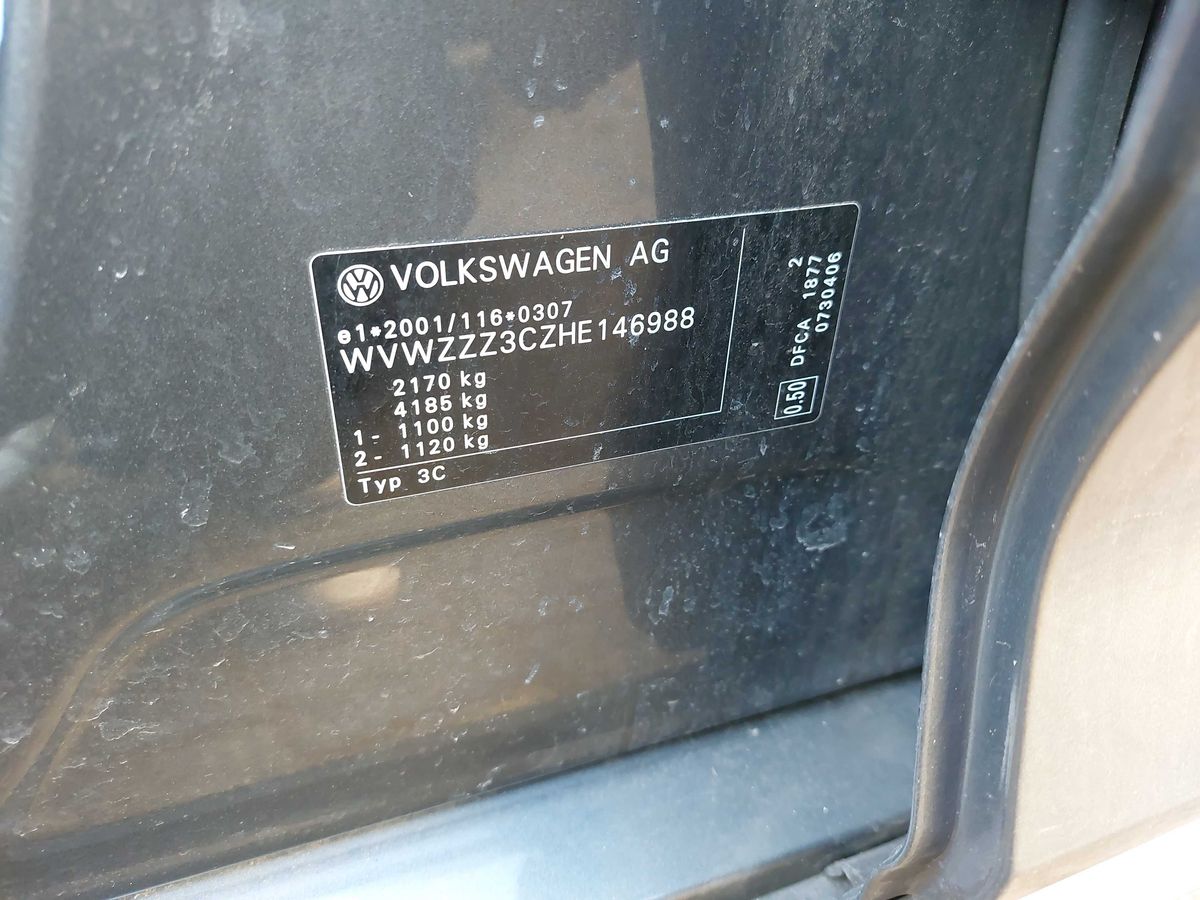 VOLKSWAGEN AG
e1*2001/116*0307
WVWZZZ3CZHE146988
2170 kg
4185 kg
1- 1100 kg
2- 1120 kg
Typ 3C
0.50 DFCA 1877 2
0730406